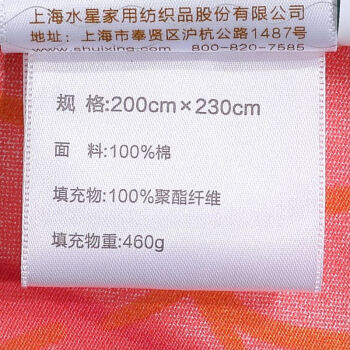 上海水星家用纺织品股份有限公司
地址：上海市奉贤区沪杭公路1487号
www.shuixing.com 800-820-7585
规 格:200cm×230cm
面 料:100%棉
填充物:100%聚酯纤维
填充物重:460g